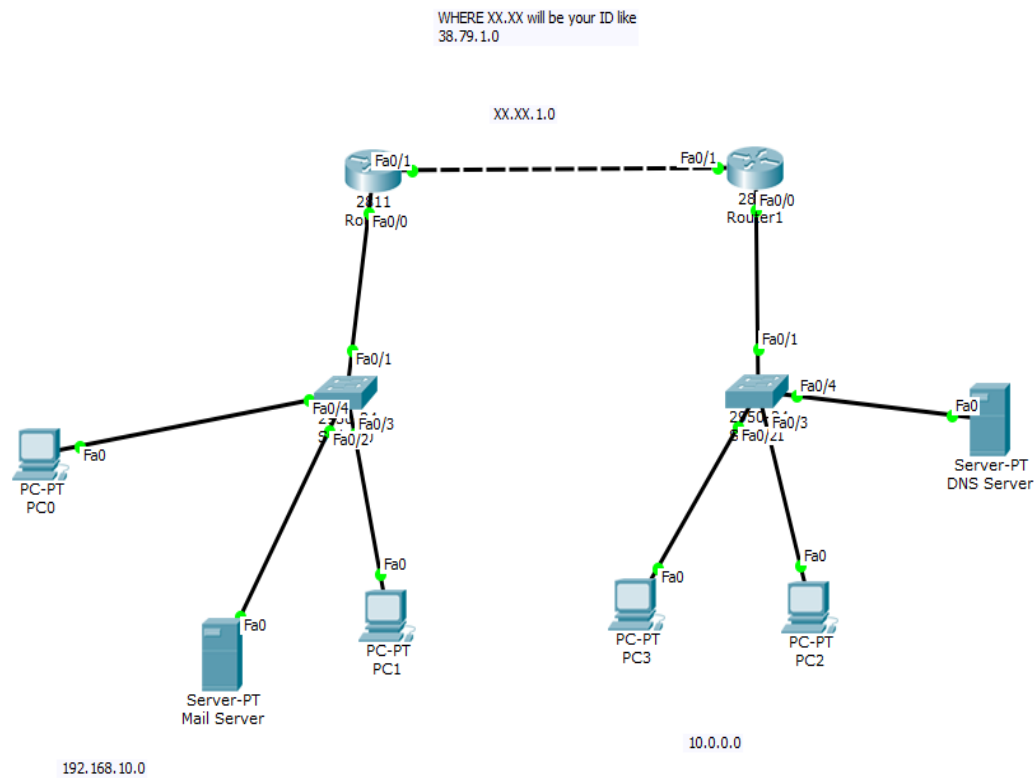 WHERE XX.XX will be your ID like
38.79.1.0
XX.XX.1.0
Fa0/1
Fa0/1
2811
Fa0/0
Fa0/0
Router1
Fa0/1
Fa0/1
Fa0/4
Fa0/4
Fa0/3
Fa0/2
Fa0/3
Fa0
Fa0
PC-PT
PC0
Server-PT
DNS Server
Fa0
Fa0
Fa0
Fa0
PC-PT
PC1
PC-PT
PC3
PC-PT
PC2
Server-PT
Mail Server
10.0.0.0
192.168.10.0